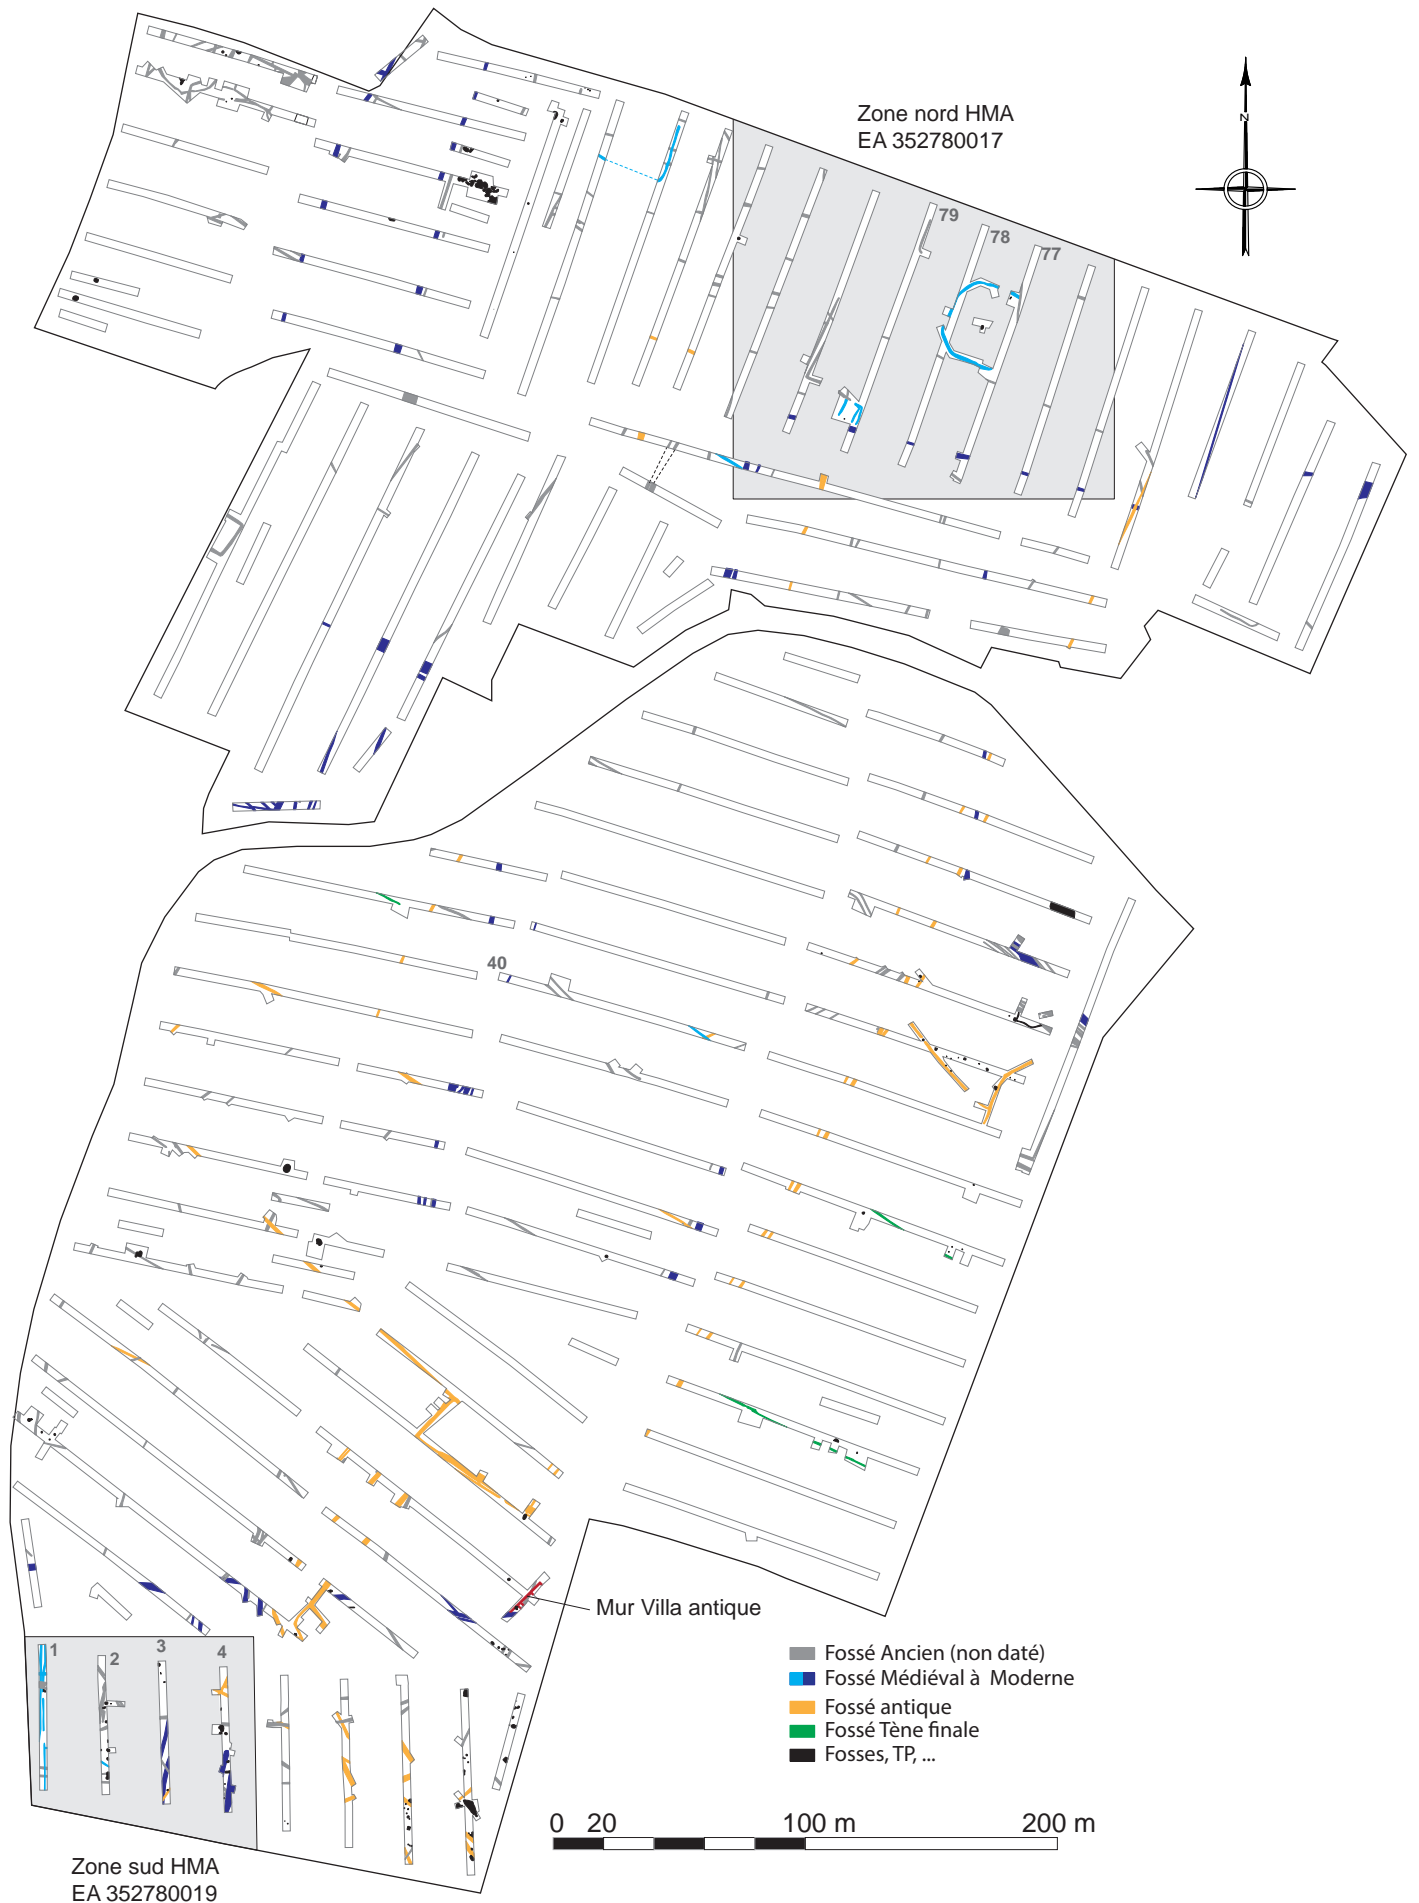 Zone nord HMA
EA 352780017
N
79
78
77
40
Mur Villa antique
1
2
3
4
Fossé Ancien (non daté)
Fossé Médiéval à Moderne
Fossé antique
Fossé Tène finale
Fosses, TP, ...
0 20 100 m 200 m
Zone sud HMA
EA 352780019